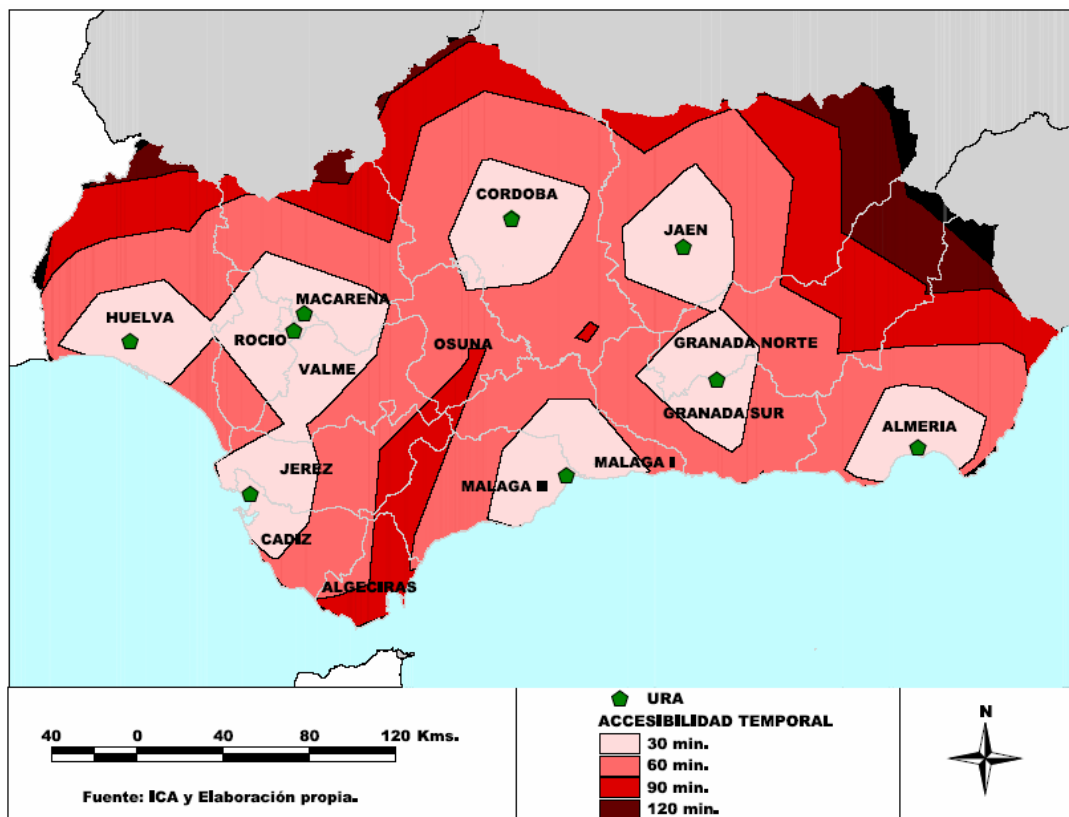 CORDOBA
JAEN
MACARENA
HUELVA
ROCIO
OSUNA
GRANADA NORTE
VALME
GRANADA SUR
ALMERIA
MALAGA I
JEREZ
MALAGA III
CADIZ
ALGECIRAS
40 0 40 80 120 Kms.
Fuente: ICA y Elaboración propia.
URA
ACCESIBILIDAD TEMPORAL
30 min.
60 min.
90 min.
120 min.
N